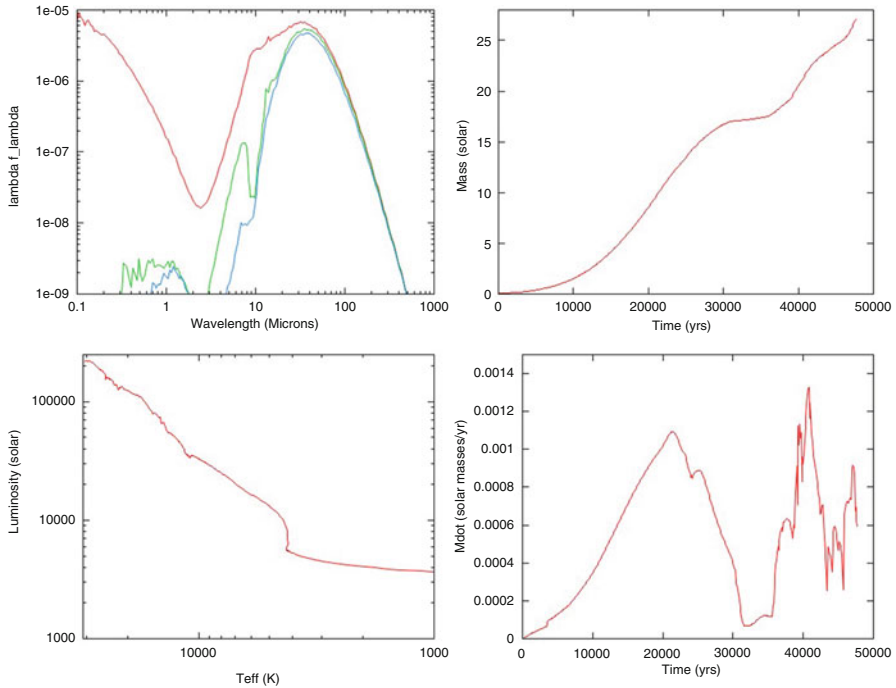 1e-05
1e-06
1e-07
1e-08
1e-09
lambda f_lambda
0.1
1
10
100
1000
Wavelength (Microns)
25
20
15
10
5
0
Mass (solar)
0
10000
20000
30000
40000
50000
Time (yrs)
100000
10000
1000
Luminosity (solar)
10000
1000
Teff (K)
0.0014
0.0012
0.001
0.0008
0.0006
0.0004
0.0002
0
Mdot (solar masses/yr)
0
10000
20000
30000
40000
50000
Time (yrs)